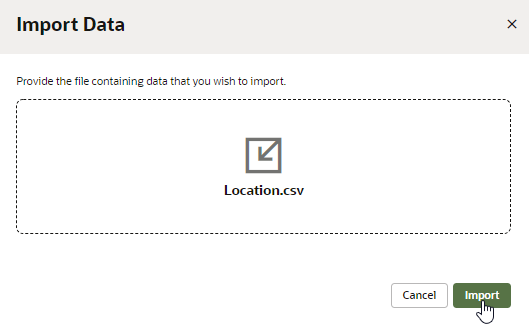 Import Data
Provide the file containing data that you wish to import.
Location.csv
Cancel
Import